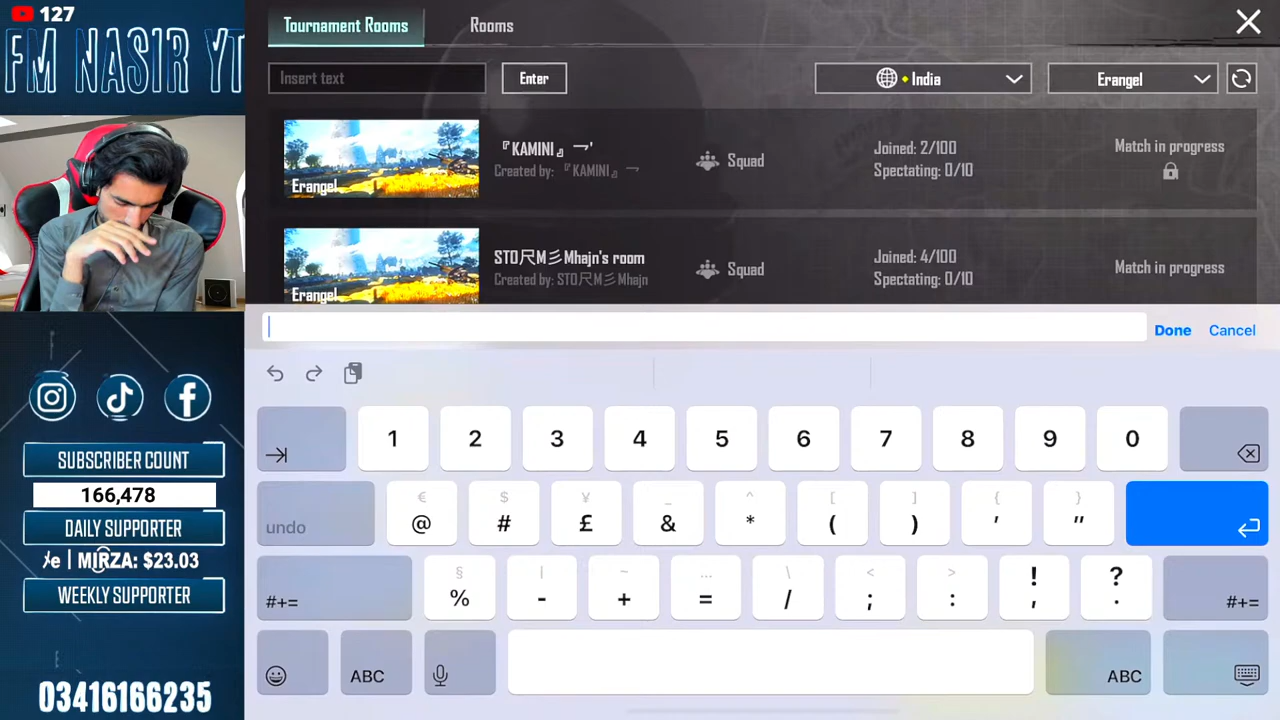 127
FM NASIR YT
Tournament Rooms
Rooms
Insert text
Enter
India
Erangel
『KAMINI』 乛'
Created by: 『KAMINI』 乛
Squad
Joined: 2/100
Spectating: 0/10
Match in progress
Erangel
STO尺M彡Mhajn's room
Created by: STO尺M彡Mhajn
Squad
Joined: 4/100
Spectating: 0/10
Match in progress
Erangel
Done
Cancel
1 2 3 4 5 6 7 8 9 0
€ $ ¥ _ ^ [ ] { }
undo @ # £ & * ( ) ' "
§ | ~ … \ < > ! ?
#+= % - + = / ; : , . #+=
ABC
ABC
SUBSCRIBER COUNT
166,478
DAILY SUPPORTER
| MIRZA: $23.03
WEEKLY SUPPORTER
03416166235